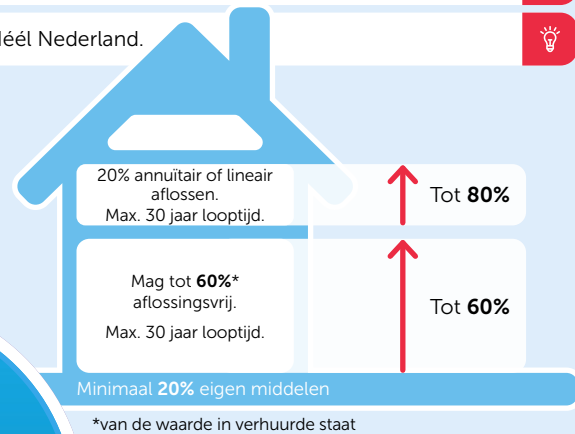 Nederland.
20% annuïtair of lineair
aflossen.
Max. 30 jaar looptijd.
Tot 80%
Mag tot 60%*
aflossingsvrij.
Max. 30 jaar looptijd.
Tot 60%
Minimaal 20% eigen middelen
*van de waarde in verhuurde staat